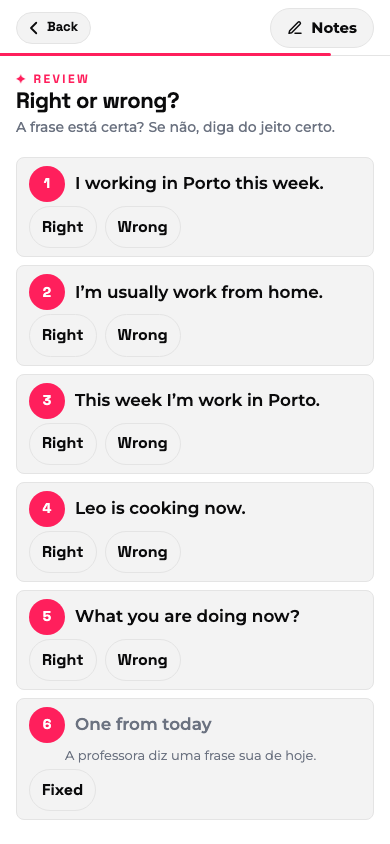 Back
Notes
✦ REVIEW
Right or wrong?
A frase está certa? Se não, diga do jeito certo.
1 I working in Porto this week.
Right Wrong
2 I'm usually work from home.
Right Wrong
3 This week I'm work in Porto.
Right Wrong
4 Leo is cooking now.
Right Wrong
5 What you are doing now?
Right Wrong
6 One from today
A professora diz uma frase sua de hoje.
Fixed